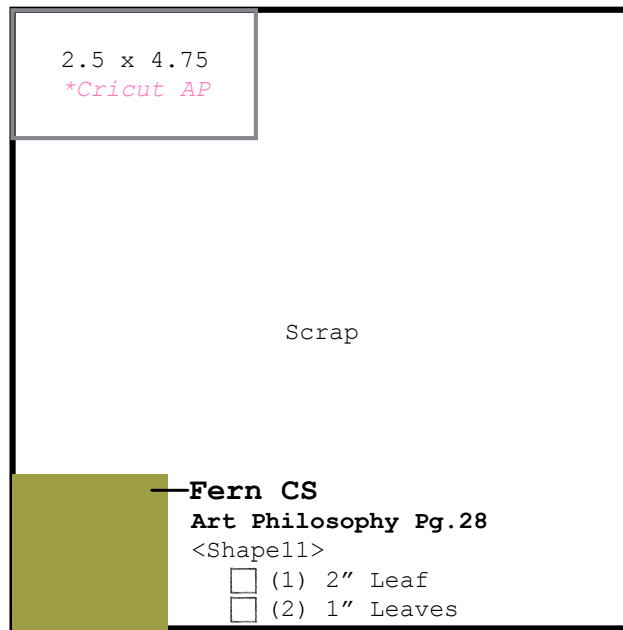 2.5 x 4.75
*Cricut AP
Scrap
Fern CS
Art Philosophy Pg.28
<Shape11>
(1) 2” Leaf
(2) 1” Leaves